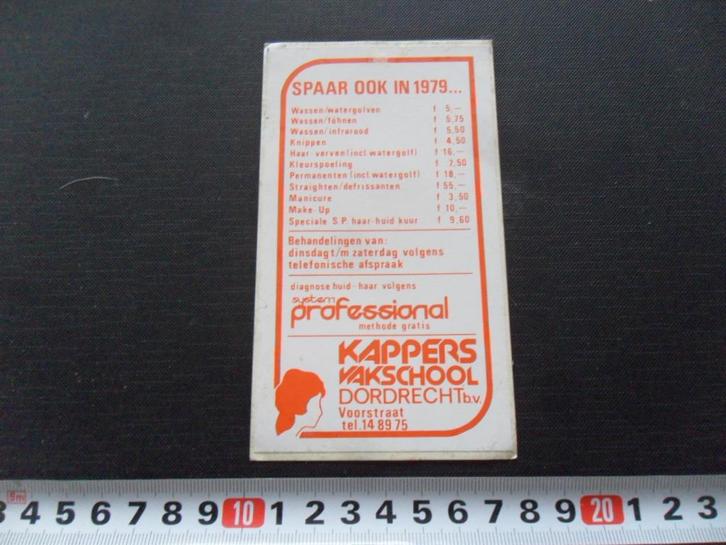 SPAAR OOK IN 1979...
Wassen/watergolven f 5,—
Wassen/föhnen f 5,75
Wassen/infrarood f 5,50
Knippen f 4,50
Haar verven (incl. watergolf) f 16,—
Kleurspoeling f 7,50
Permanenten (incl. watergolf) f 18,—
Straighten/defrissanten f 55,—
Manicure f 3,50
Make-Up f 10,—
Speciale S.P. haar-huid kuur f 9,60
Behandelingen van:
dinsdag t/m zaterdag volgens
telefonische afspraak
diagnose huid-haar volgens
system
professional
methode gratis
KAPPERS
VAKSCHOOL
DORDRECHT b.v.
Voorstraat
tel. 14 89 75
3 4 5 6 7 8 9 10 1 2 3 4 5 6 7 8 9 20 1 2 3
5m